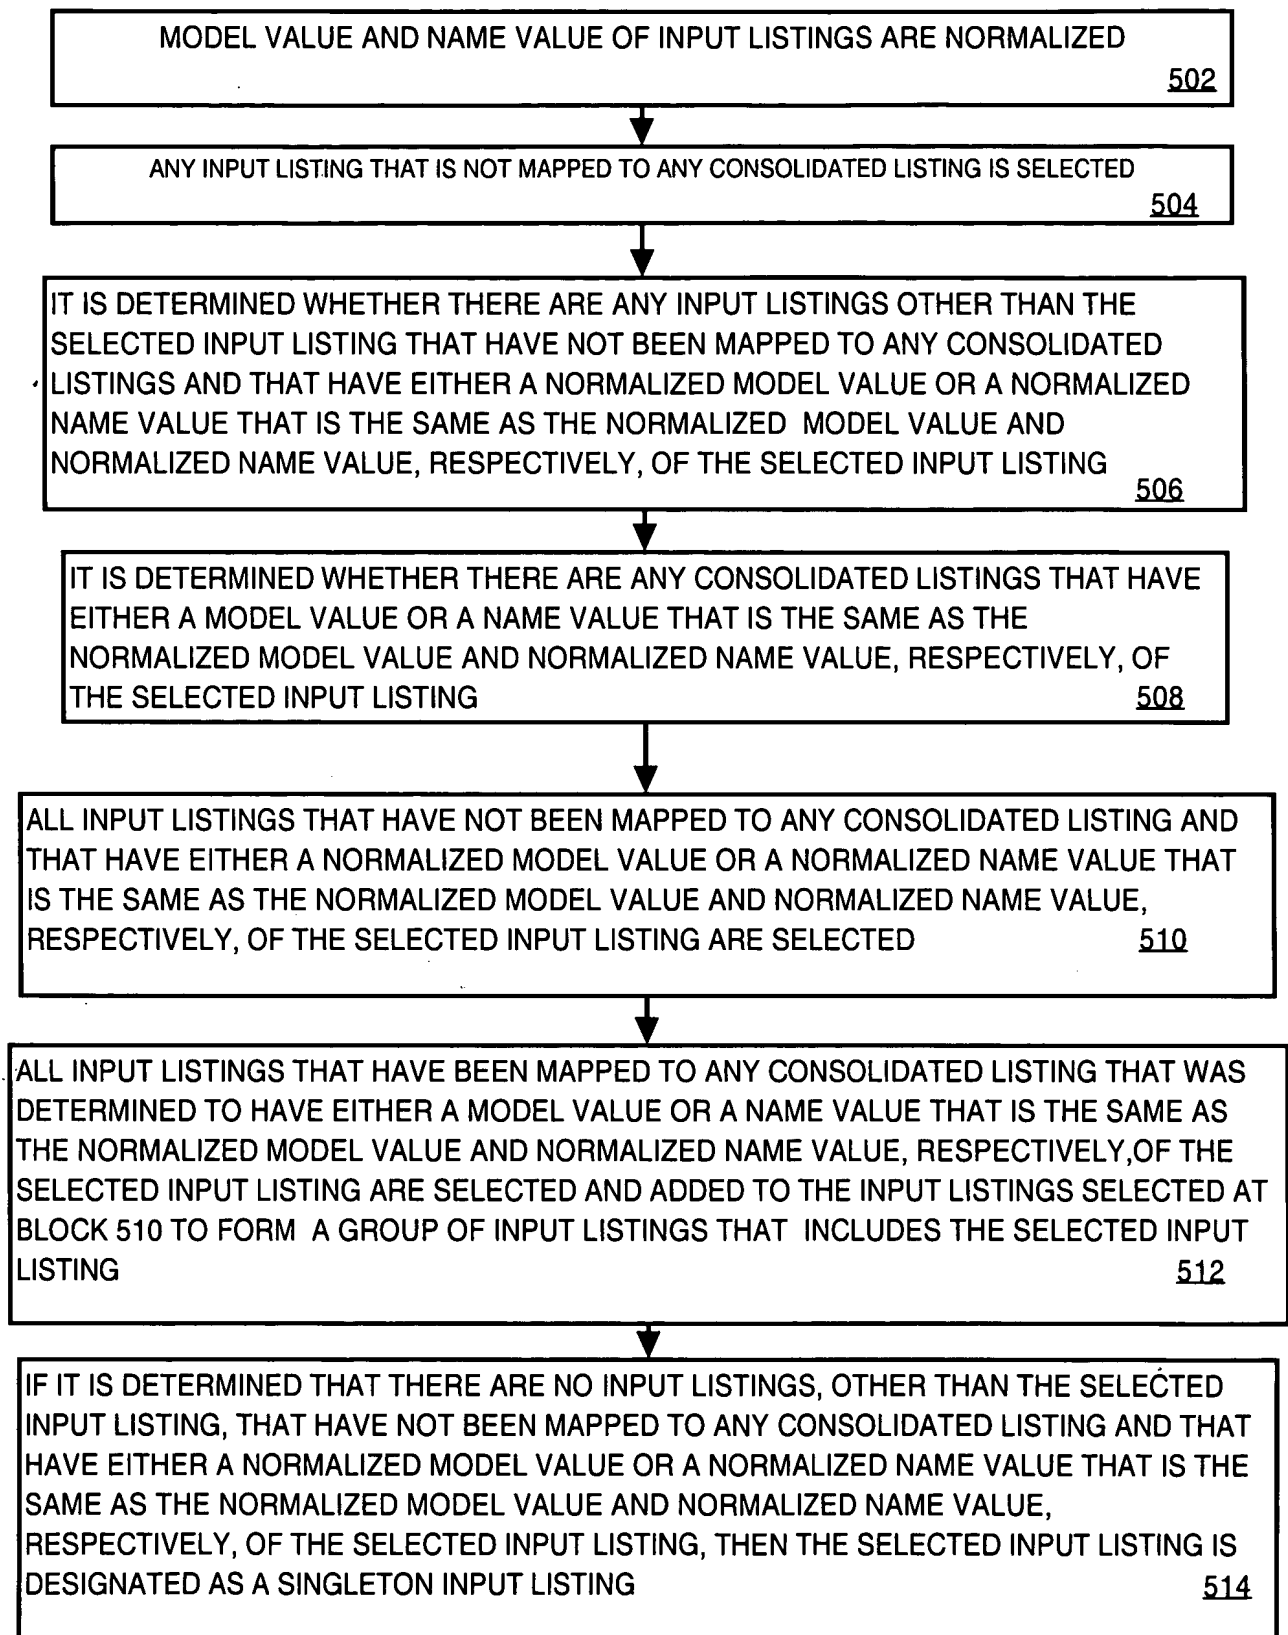 MODEL VALUE AND NAME VALUE OF INPUT LISTINGS ARE NORMALIZED
502
ANY INPUT LISTING THAT IS NOT MAPPED TO ANY CONSOLIDATED LISTING IS SELECTED
504
IT IS DETERMINED WHETHER THERE ARE ANY INPUT LISTINGS OTHER THAN THE
SELECTED INPUT LISTING THAT HAVE NOT BEEN MAPPED TO ANY CONSOLIDATED
LISTINGS AND THAT HAVE EITHER A NORMALIZED MODEL VALUE OR A NORMALIZED
NAME VALUE THAT IS THE SAME AS THE NORMALIZED MODEL VALUE AND
NORMALIZED NAME VALUE, RESPECTIVELY, OF THE SELECTED INPUT LISTING
506
IT IS DETERMINED WHETHER THERE ARE ANY CONSOLIDATED LISTINGS THAT HAVE
EITHER A MODEL VALUE OR A NAME VALUE THAT IS THE SAME AS THE
NORMALIZED MODEL VALUE AND NORMALIZED NAME VALUE, RESPECTIVELY, OF
THE SELECTED INPUT LISTING 508
ALL INPUT LISTINGS THAT HAVE NOT BEEN MAPPED TO ANY CONSOLIDATED LISTING AND
THAT HAVE EITHER A NORMALIZED MODEL VALUE OR A NORMALIZED NAME VALUE THAT
IS THE SAME AS THE NORMALIZED MODEL VALUE AND NORMALIZED NAME VALUE,
RESPECTIVELY, OF THE SELECTED INPUT LISTING ARE SELECTED 510
ALL INPUT LISTINGS THAT HAVE BEEN MAPPED TO ANY CONSOLIDATED LISTING THAT WAS
DETERMINED TO HAVE EITHER A MODEL VALUE OR A NAME VALUE THAT IS THE SAME AS
THE NORMALIZED MODEL VALUE AND NORMALIZED NAME VALUE, RESPECTIVELY,OF THE
SELECTED INPUT LISTING ARE SELECTED AND ADDED TO THE INPUT LISTINGS SELECTED AT
BLOCK 510 TO FORM A GROUP OF INPUT LISTINGS THAT INCLUDES THE SELECTED INPUT
LISTING 512
IF IT IS DETERMINED THAT THERE ARE NO INPUT LISTINGS, OTHER THAN THE SELECTED
INPUT LISTING, THAT HAVE NOT BEEN MAPPED TO ANY CONSOLIDATED LISTING AND THAT
HAVE EITHER A NORMALIZED MODEL VALUE OR A NORMALIZED NAME VALUE THAT IS THE
SAME AS THE NORMALIZED MODEL VALUE AND NORMALIZED NAME VALUE,
RESPECTIVELY, OF THE SELECTED INPUT LISTING, THEN THE SELECTED INPUT LISTING IS
DESIGNATED AS A SINGLETON INPUT LISTING 514